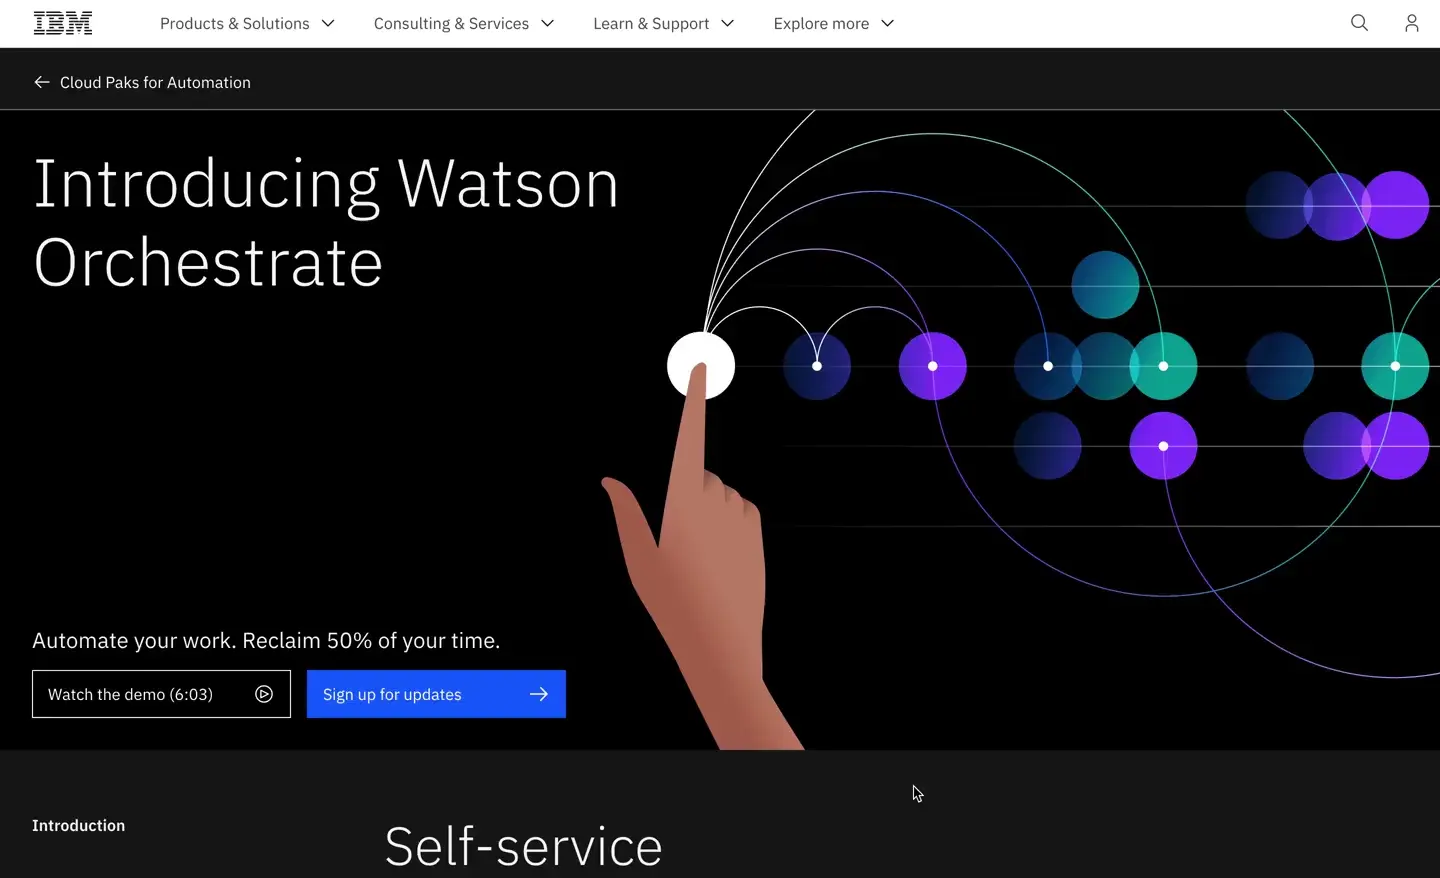 IBM
Products & Solutions
Consulting & Services
Learn & Support
Explore more
Cloud Paks for Automation
Introducing Watson
Orchestrate
Automate your work. Reclaim 50% of your time.
Watch the demo (6:03)
Sign up for updates
Introduction
Self-service